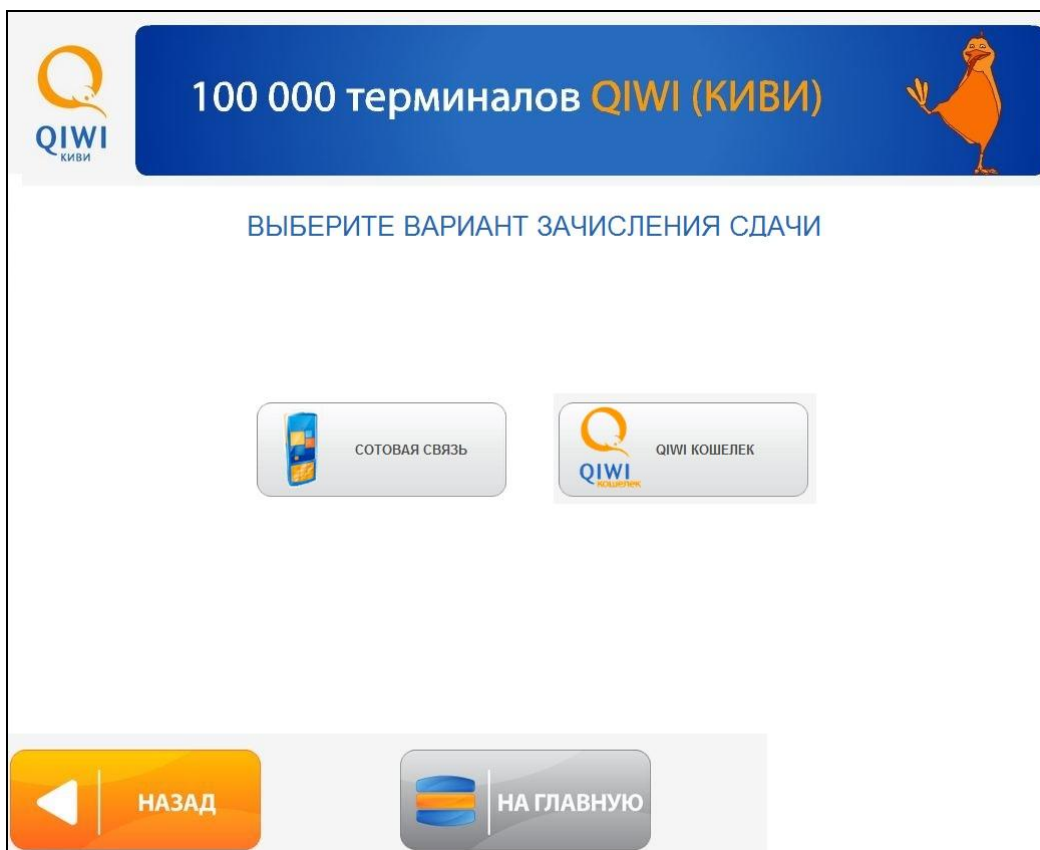 QIWI
КИВИ
100 000 терминалов QIWI (КИВИ)
ВЫБЕРИТЕ ВАРИАНТ ЗАЧИСЛЕНИЯ СДАЧИ
СОТОВАЯ СВЯЗЬ
QIWI
кошелек
QIWI КОШЕЛЕК
НАЗАД
НА ГЛАВНУЮ